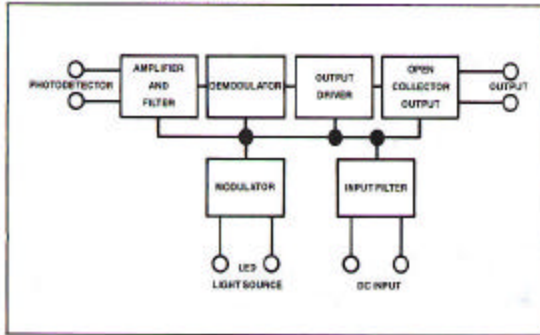 AMPLIFIER
AND
FILTER
DEMODULATOR
OUTPUT
DRIVER
OPEN
COLLECTOR
OUTPUT
PHOTODETECTOR
OUTPUT
MODULATOR
INPUT FILTER
LED
LIGHT SOURCE
DC INPUT